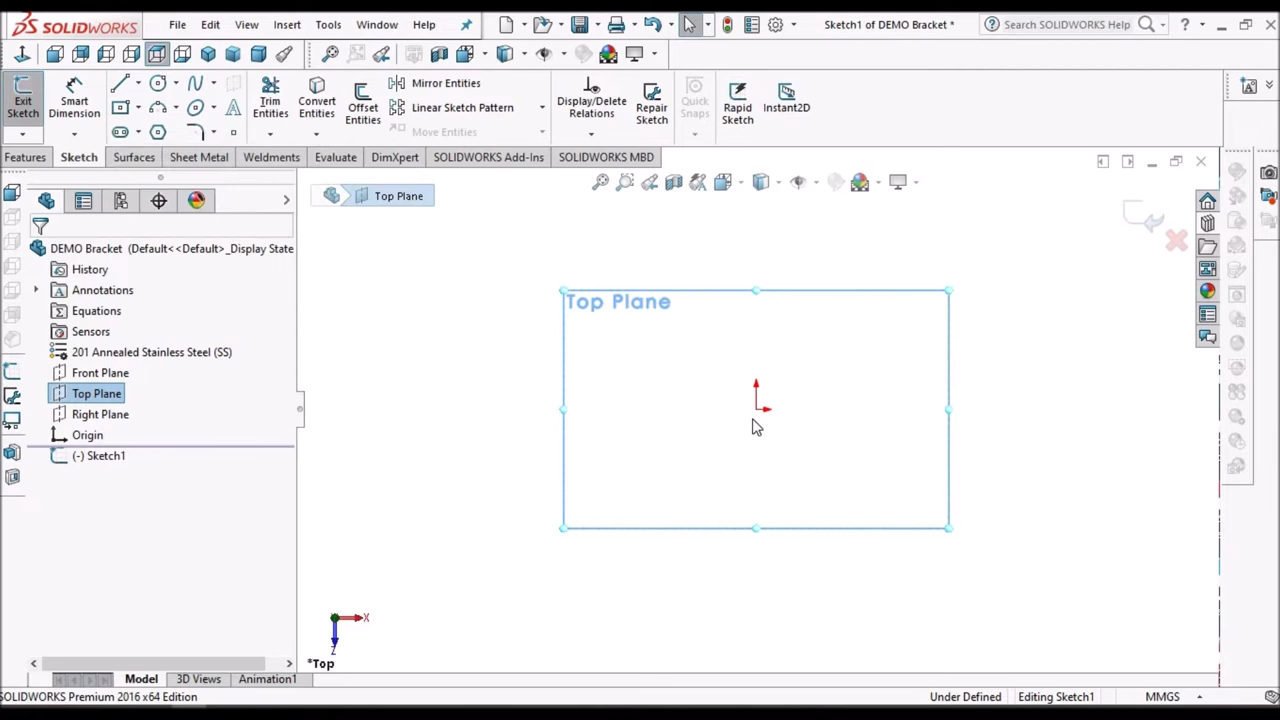 SOLIDWORKS File Edit View Insert Tools Window Help Sketch1 of DEMO Bracket * Search SOLIDWORKS Help ?
Exit Sketch
Smart Dimension
Trim Entities
Convert Entities
Offset Entities
Mirror Entities
Linear Sketch Pattern
Move Entities
Display/Delete Relations
Repair Sketch
Quick Snaps
Rapid Sketch
Instant2D
Features Sketch Surfaces Sheet Metal Weldments Evaluate DimXpert SOLIDWORKS Add-Ins SOLIDWORKS MBD
Top Plane
DEMO Bracket (Default<<Default>_Display State
History
Annotations
Equations
Sensors
201 Annealed Stainless Steel (SS)
Front Plane
Top Plane
Right Plane
Origin
(-) Sketch1
Top Plane
X
Z
*Top
Model 3D Views Animation1
SOLIDWORKS Premium 2016 x64 Edition Under Defined Editing Sketch1 MMGS